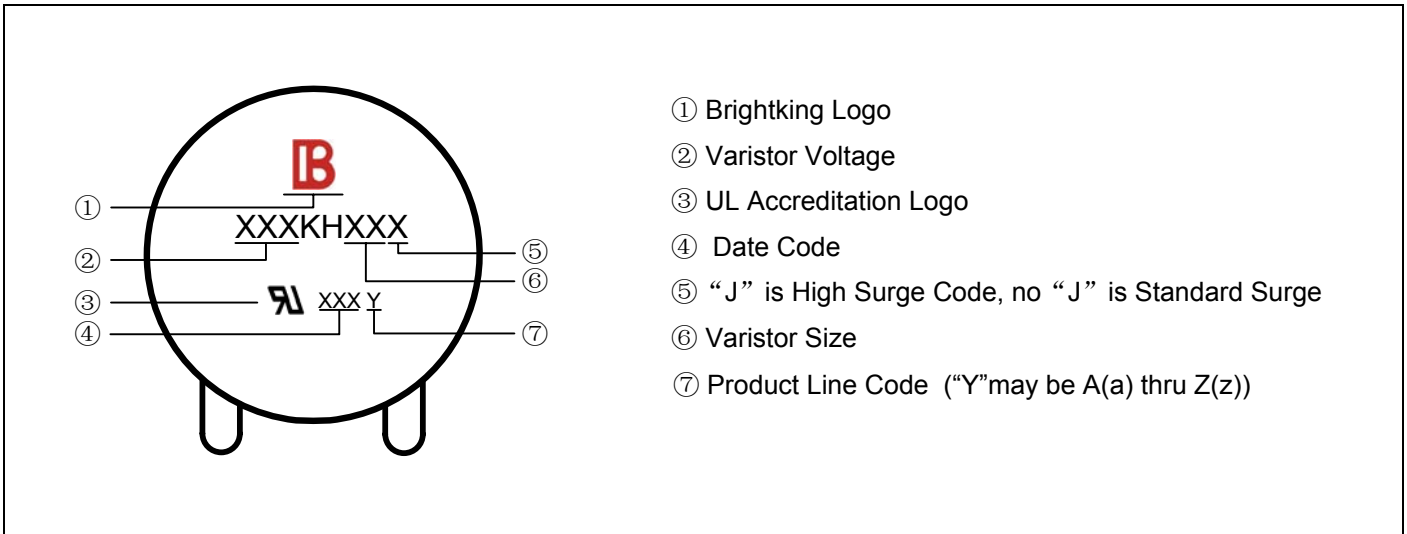 B
① XXXKHXXX
② ⑤
⑥
③ RU XXX Y
④ ⑦
① Brightking Logo
② Varistor Voltage
③ UL Accreditation Logo
④ Date Code
⑤ “J” is High Surge Code, no “J” is Standard Surge
⑥ Varistor Size
⑦ Product Line Code (“Y”may be A(a) thru Z(z))